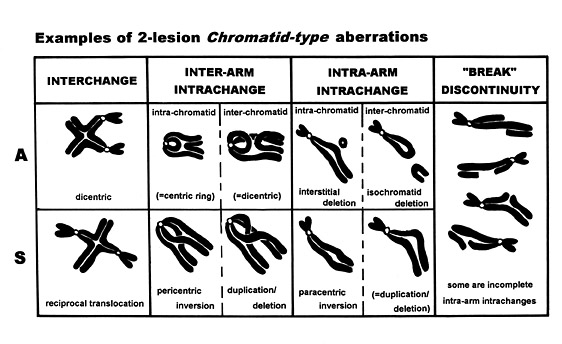 Examples of 2-lesion Chromatid-type aberrations
INTERCHANGE
INTER-ARM
INTRACHANGE
INTRA-ARM
INTRACHANGE
"BREAK"
DISCONTINUITY
A
intra-chromatid
inter-chromatid
intra-chromatid
inter-chromatid
dicentric
(=centric ring)
(=dicentric)
interstitial
deletion
isochromatid
deletion
S
reciprocal translocation
pericentric
inversion
duplication/
deletion
paracentric
inversion
(=duplication/
deletion)
some are incomplete
intra-arm intrachanges